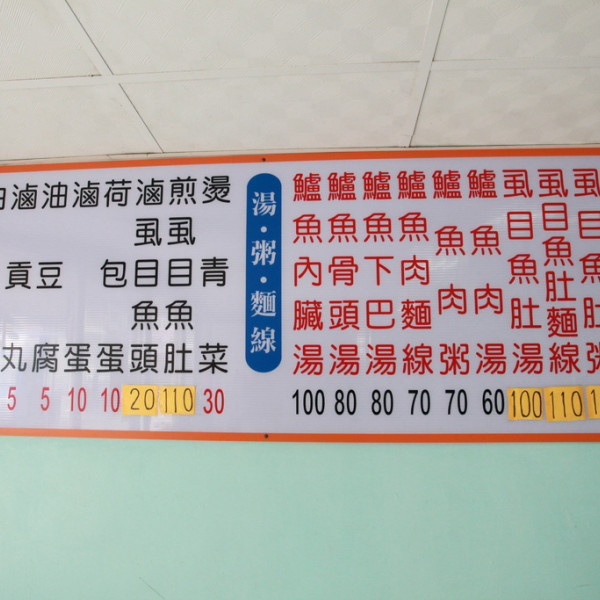 滷貢丸 5
油豆腐 5
滷蛋 10
荷包蛋 10
滷虱目魚頭 20
煎虱目魚肚 110
燙青菜 30
湯·粥·麵線
鱸魚內臟湯 100
鱸魚骨頭湯 80
鱸魚下巴湯 80
鱸魚肉麵線 70
鱸魚肉粥 70
鱸魚肉湯 60
虱目魚肚湯 100
虱目魚肚麵線 110
虱目魚肚粥